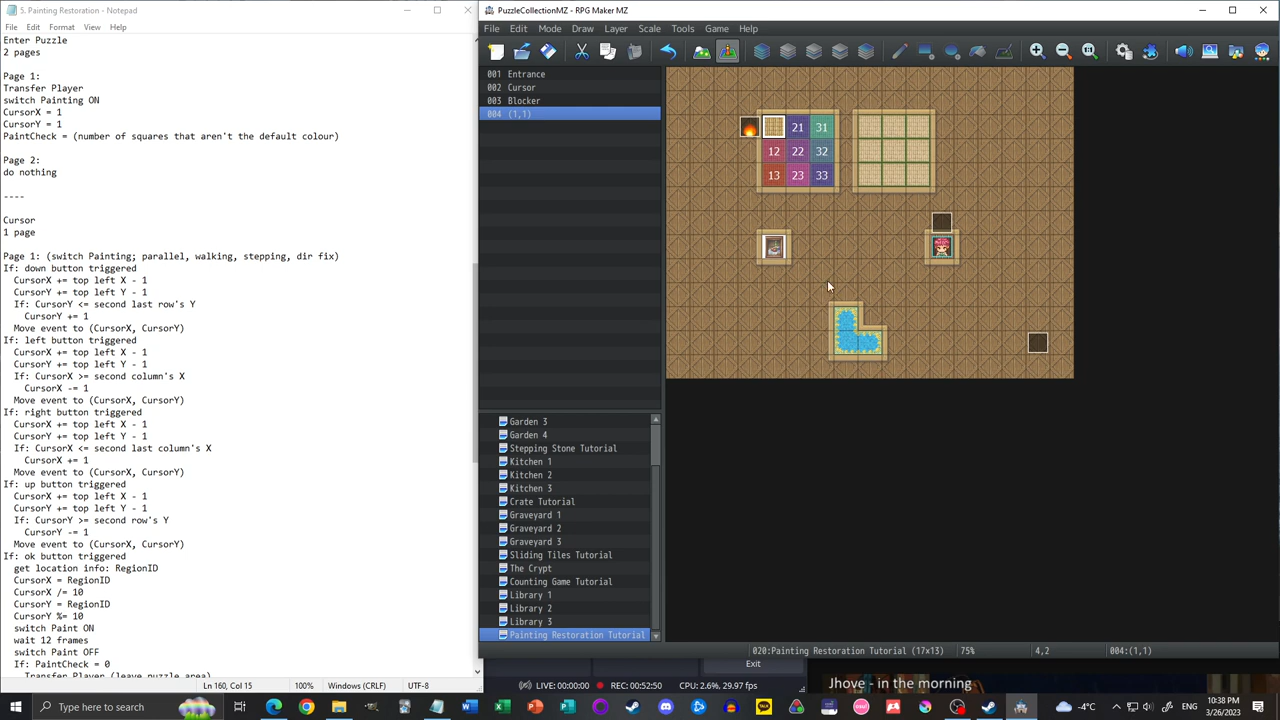 5. Painting Restoration - Notepad
File Edit Format View Help
Enter Puzzle
2 pages
Page 1:
Transfer Player
switch Painting ON
CursorX = 1
CursorY = 1
PaintCheck = (number of squares that aren't the default colour)
Page 2:
do nothing
----
Cursor
1 page
Page 1: (switch Painting; parallel, walking, stepping, dir fix)
If: down button triggered
CursorX += top left X - 1
CursorY += top left Y - 1
If: CursorY <= second last row's Y
CursorY += 1
Move event to (CursorX, CursorY)
If: left button triggered
CursorX += top left X - 1
CursorY += top left Y - 1
If: CursorX >= second column's X
CursorX -= 1
Move event to (CursorX, CursorY)
If: right button triggered
CursorX += top left X - 1
CursorY += top left Y - 1
If: CursorX <= second last column's X
CursorX += 1
Move event to (CursorX, CursorY)
If: up button triggered
CursorX += top left X - 1
CursorY += top left Y - 1
If: CursorY >= second row's Y
CursorY -= 1
Move event to (CursorX, CursorY)
If: ok button triggered
get location info: RegionID
CursorX = RegionID
CursorX /= 10
CursorY = RegionID
CursorY %= 10
switch Paint ON
wait 12 frames
switch Paint OFF
If: PaintCheck = 0
Transfer Player (leave puzzle area)
Ln 160, Col 15 100% Windows (CRLF) UTF-8
PuzzleCollectionMZ - RPG Maker MZ
File Edit Mode Draw Layer Scale Tools Game Help
001 Entrance
002 Cursor
003 Blocker
004 (1,1)
21 31
12 22 32
13 23 33
Garden 3
Garden 4
Stepping Stone Tutorial
Kitchen 1
Kitchen 2
Kitchen 3
Crate Tutorial
Graveyard 1
Graveyard 2
Graveyard 3
Sliding Tiles Tutorial
The Crypt
Counting Game Tutorial
Library 1
Library 2
Library 3
Painting Restoration Tutorial
020:Painting Restoration Tutorial (17x13) 75% 4,2 004:(1,1)
Exit
LIVE: 00:00:00 REC: 00:52:50 CPU: 2.6%, 29.97 fps
Jhove - in the morning
Type here to search
-4°C
10:38 PM
3/26/2023